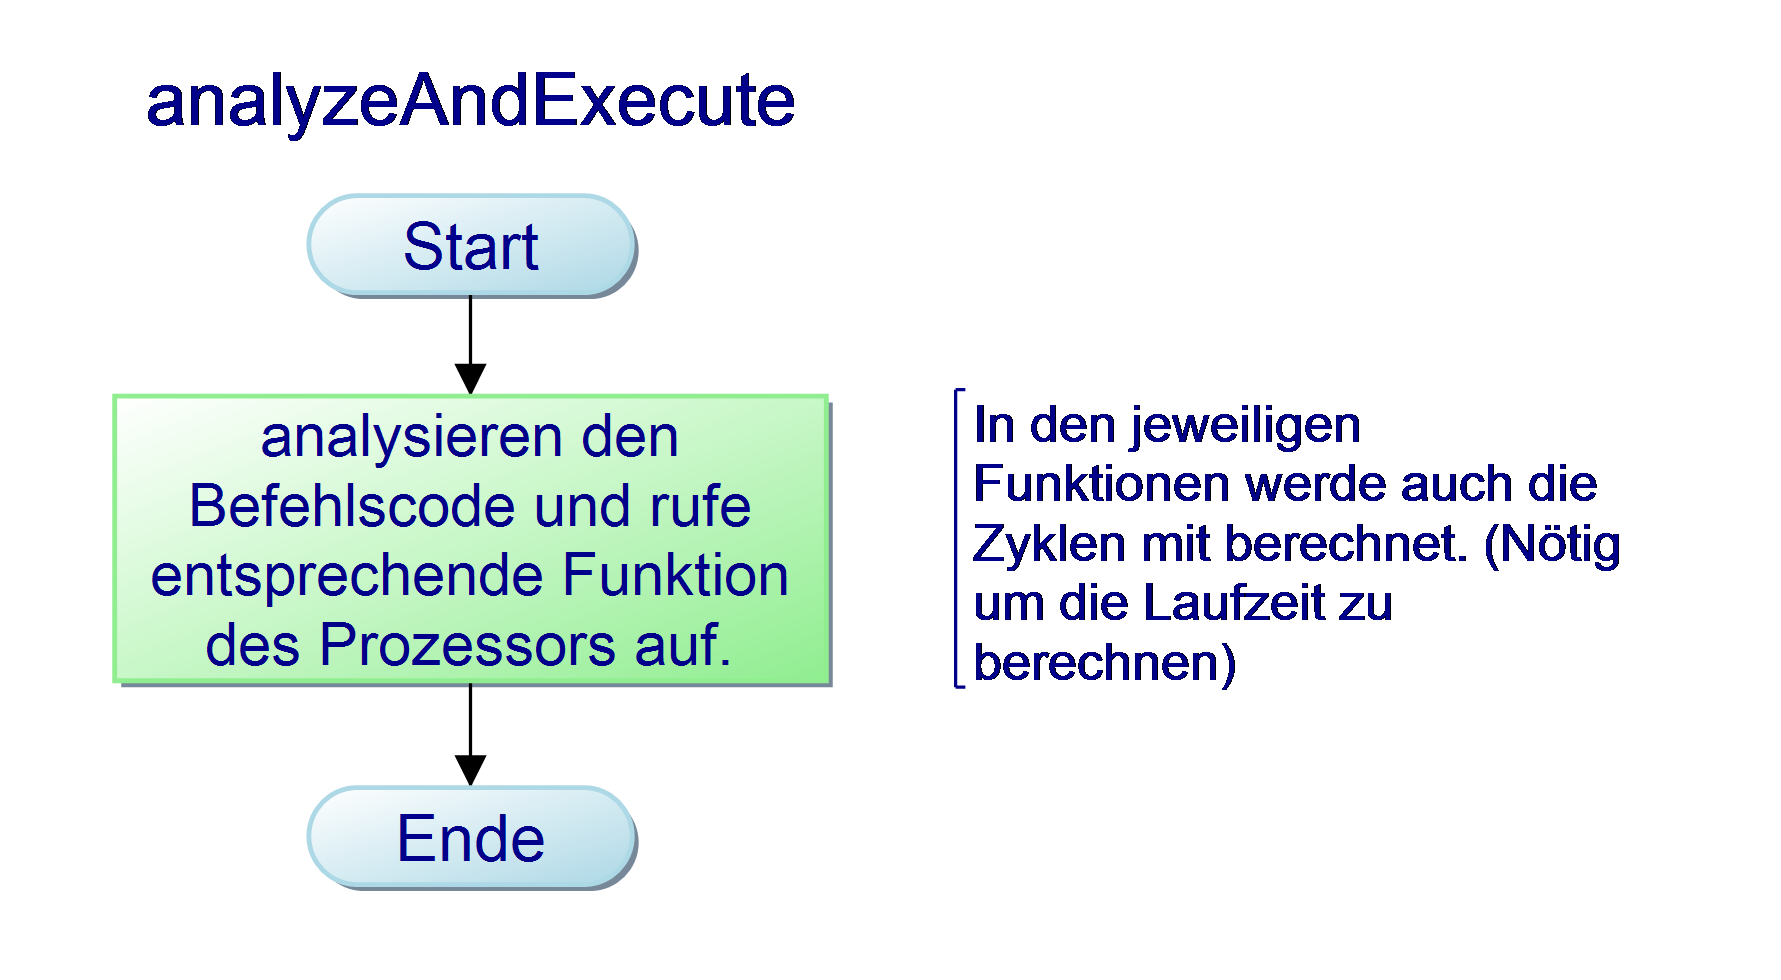 analyzeAndExecute
Start
analysieren den
Befehlscode und rufe
entsprechende Funktion
des Prozessors auf.
In den jeweiligen
Funktionen werde auch die
Zyklen mit berechnet. (Nötig
um die Laufzeit zu
berechnen)
Ende